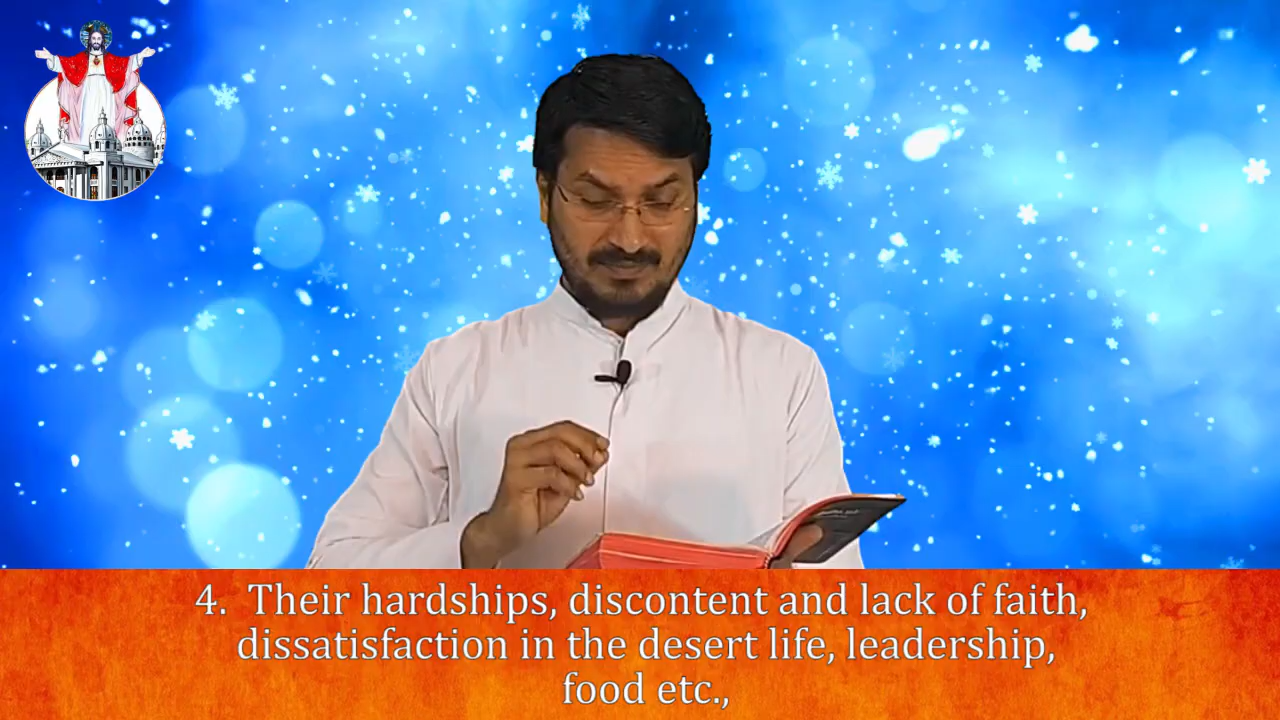 4. Their hardships, discontent and lack of faith,
dissatisfaction in the desert life, leadership,
food etc.,